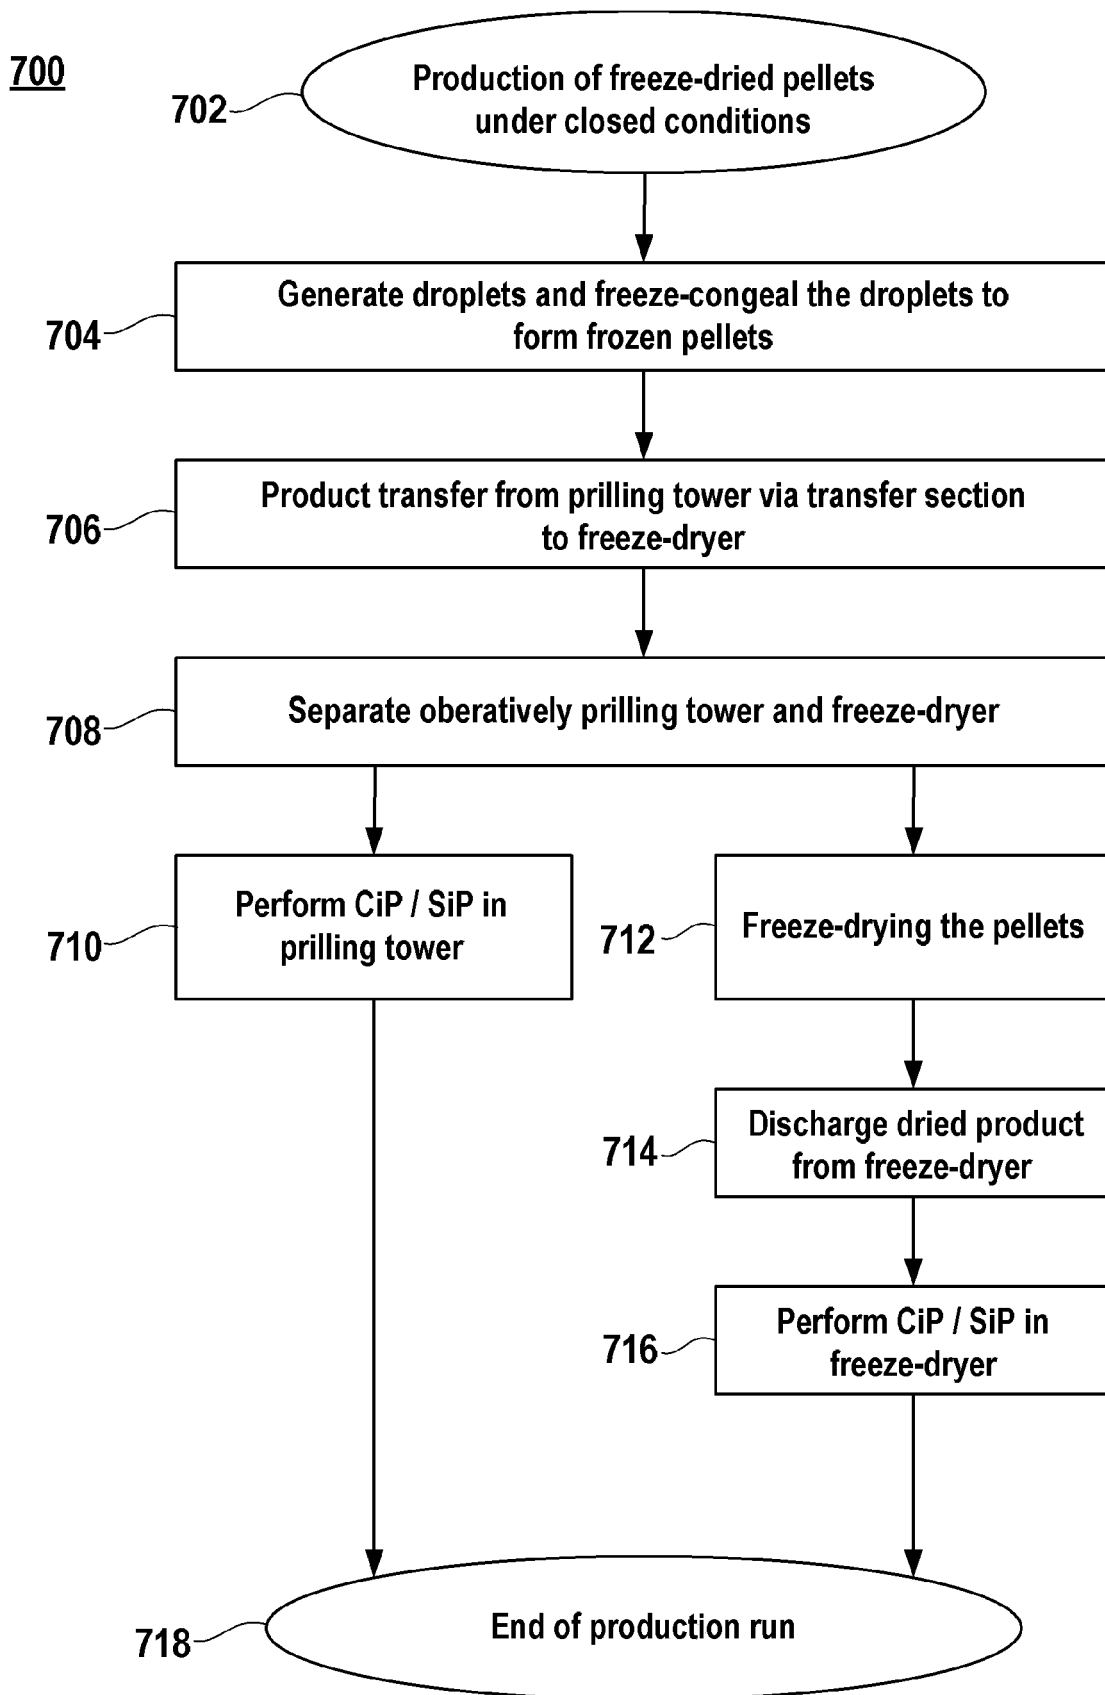 700
702
Production of freeze-dried pellets
under closed conditions
704
Generate droplets and freeze-congeal the droplets to
form frozen pellets
706
Product transfer from prilling tower via transfer section
to freeze-dryer
708
Separate oberatively prilling tower and freeze-dryer
710
Perform CiP / SiP in
prilling tower
712
Freeze-drying the pellets
714
Discharge dried product
from freeze-dryer
716
Perform CiP / SiP in
freeze-dryer
718
End of production run